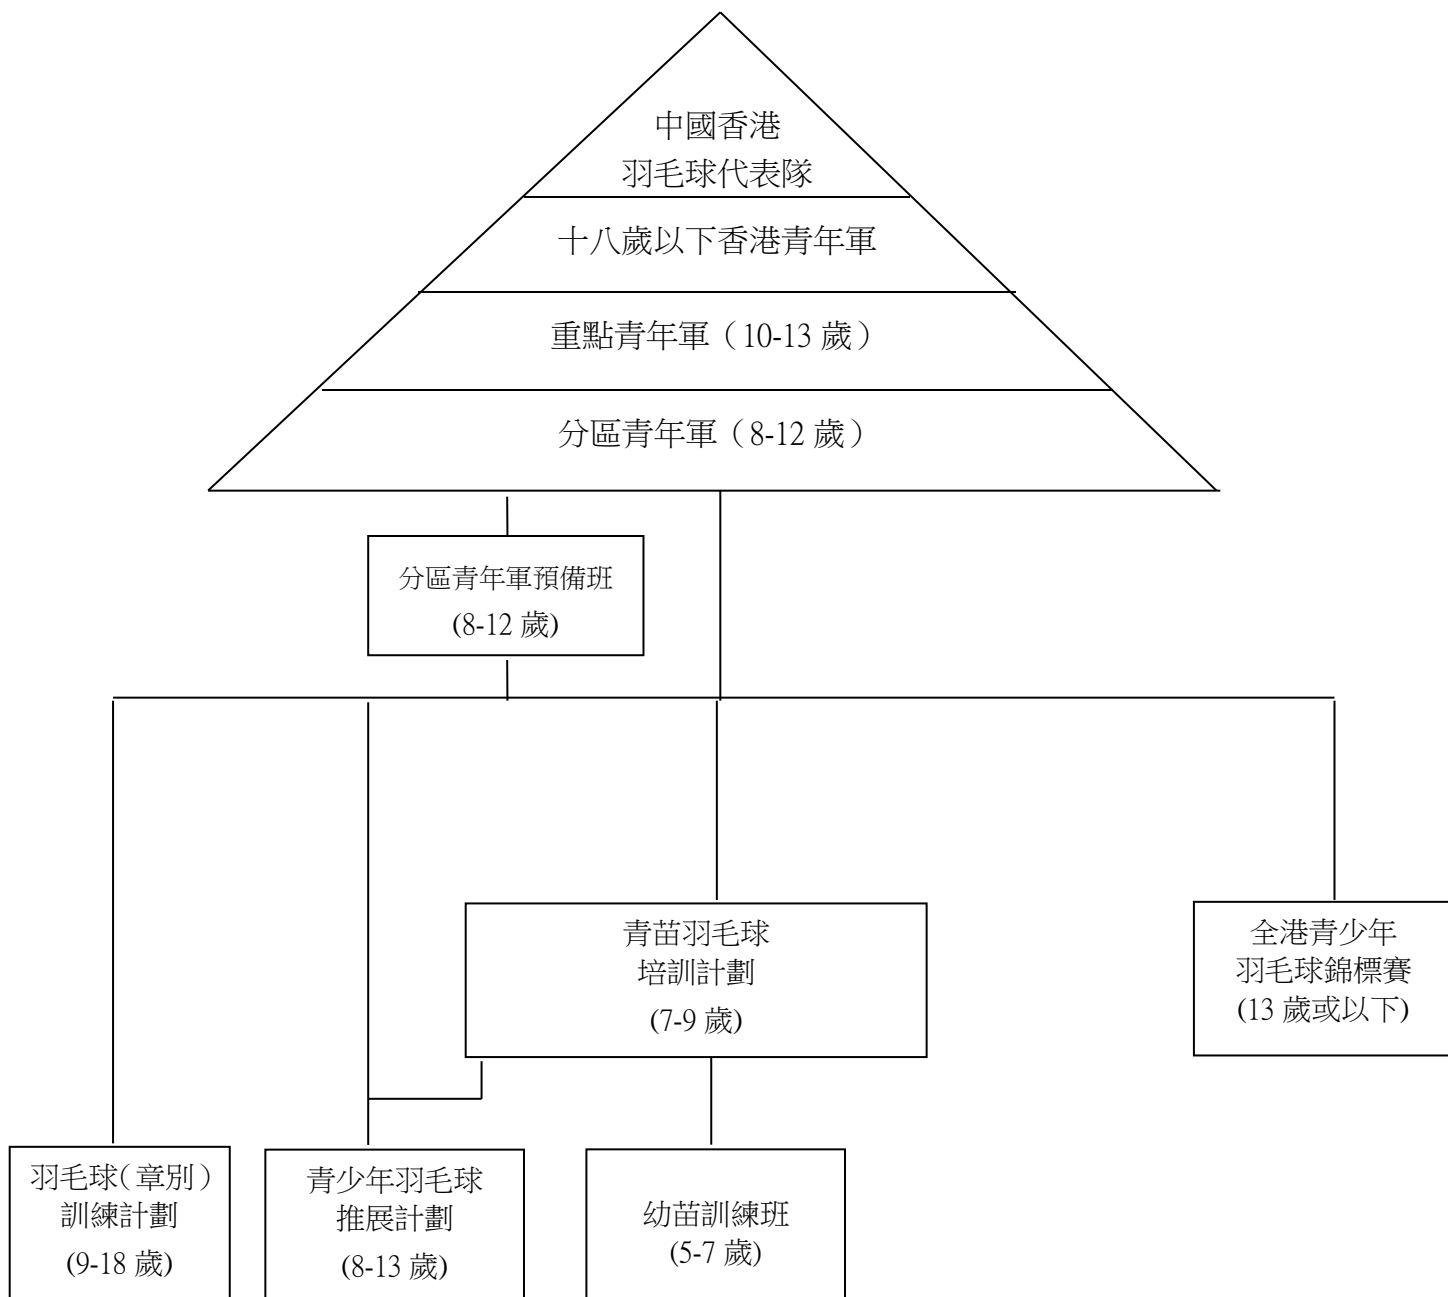 中國香港
羽毛球代表隊
十八歲以下香港青年軍
重點青年軍（10-13 歲）
分區青年軍（8-12 歲）
分區青年軍預備班
(8-12 歲)
青苗羽毛球
培訓計劃
(7-9 歲)
全港青少年
羽毛球錦標賽
(13 歲或以下)
羽毛球（章別）
訓練計劃
(9-18 歲)
青少年羽毛球
推展計劃
(8-13 歲)
幼苗訓練班
(5-7 歲)